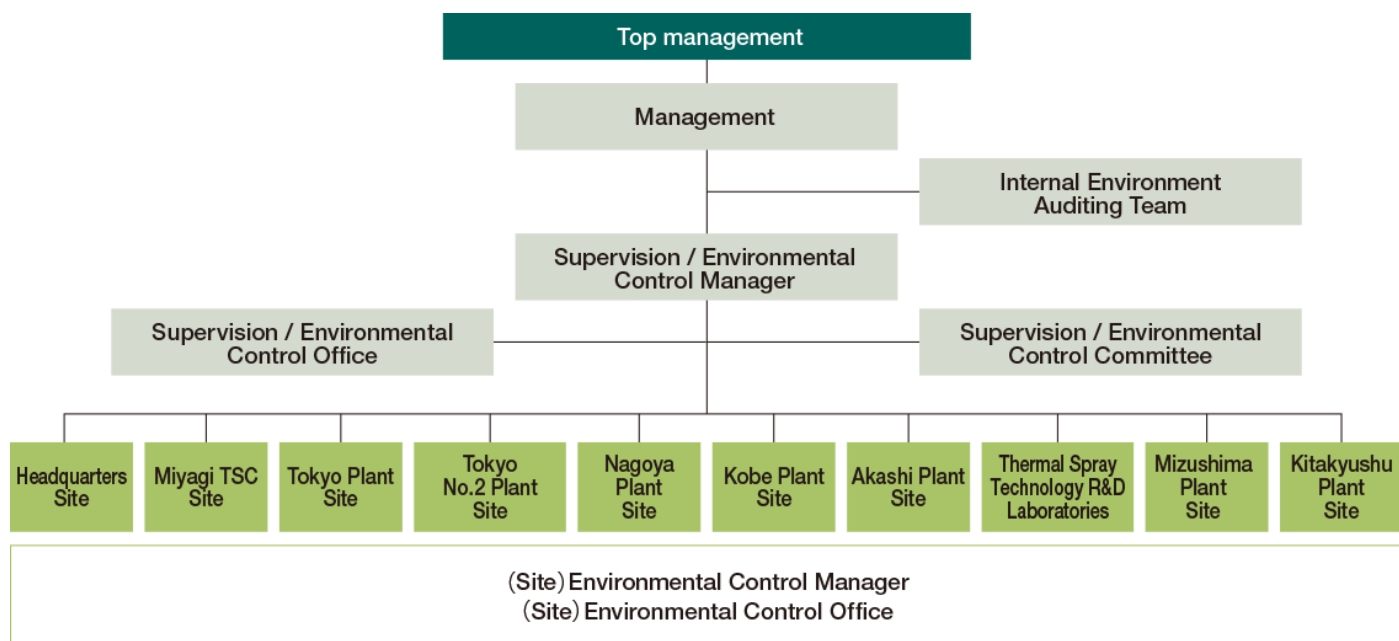 Top management
Management
Internal Environment
Auditing Team
Supervision / Environmental
Control Manager
Supervision / Environmental
Control Office
Supervision / Environmental
Control Committee
Headquarters
Site
Miyagi TSC
Site
Tokyo Plant
Site
Tokyo
No.2 Plant
Site
Nagoya
Plant
Site
Kobe Plant
Site
Akashi Plant
Site
Thermal Spray
Technology R&D
Laboratories
Mizushima
Plant
Site
Kitakyushu
Plant
Site
（Site）Environmental Control Manager
（Site）Environmental Control Office